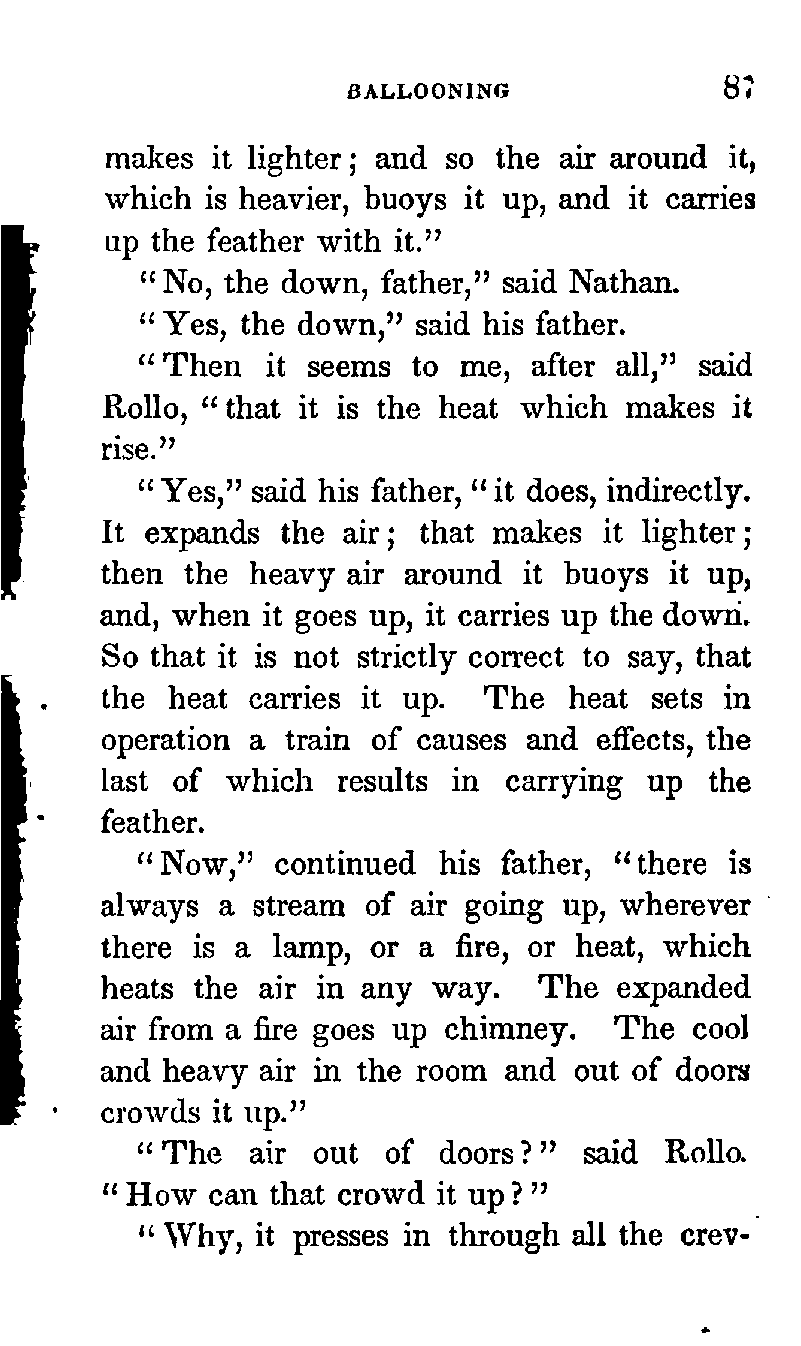 BALLOONING 87
makes it lighter; and so the air around it,
which is heavier, buoys it up, and it carries
up the feather with it.”
“No, the down, father,” said Nathan.
“Yes, the down,” said his father.
“Then it seems to me, after all,” said
Rollo, “that it is the heat which makes it
rise.”
“Yes,” said his father, “it does, indirectly.
It expands the air; that makes it lighter;
then the heavy air around it buoys it up,
and, when it goes up, it carries up the down.
So that it is not strictly correct to say, that
the heat carries it up. The heat sets in
operation a train of causes and effects, the
last of which results in carrying up the
feather.
“Now,” continued his father, “there is
always a stream of air going up, wherever
there is a lamp, or a fire, or heat, which
heats the air in any way. The expanded
air from a fire goes up chimney. The cool
and heavy air in the room and out of doors
crowds it up.”
“The air out of doors?” said Rollo.
“How can that crowd it up?”
“Why, it presses in through all the crev-